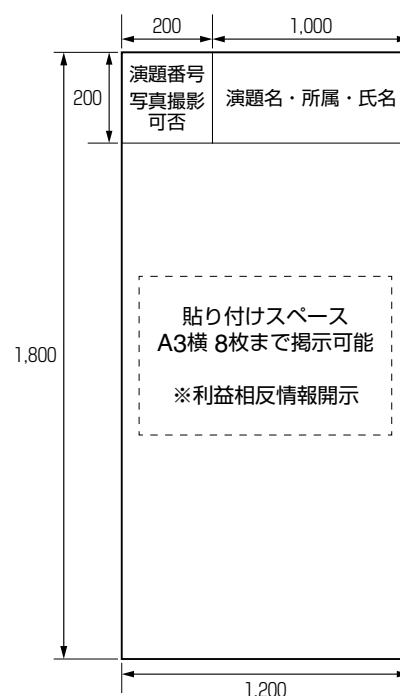 200
1,000
200
演題番号
写真撮影
可否
演題名・所属・氏名
1,800
貼り付けスペース
A3横 8枚まで掲示可能
※利益相反情報開示
1,200